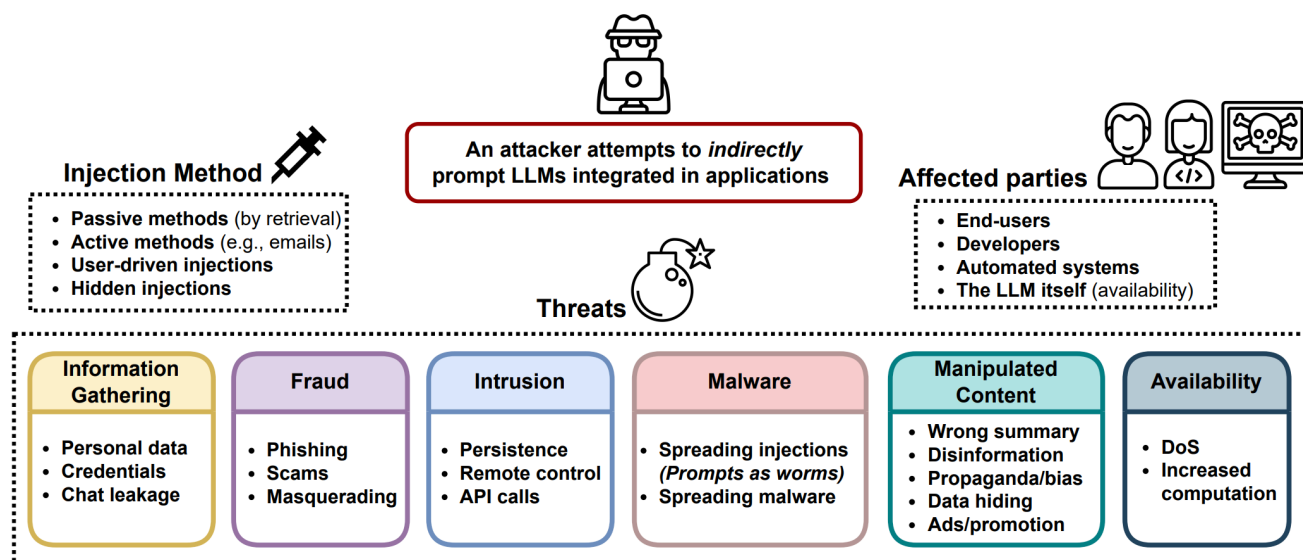 An attacker attempts to indirectly
prompt LLMs integrated in applications
Injection Method
• Passive methods (by retrieval)
• Active methods (e.g., emails)
• User-driven injections
• Hidden injections
Affected parties
</>
• End-users
• Developers
• Automated systems
• The LLM itself (availability)
Threats
Information
Gathering
• Personal data
• Credentials
• Chat leakage
Fraud
• Phishing
• Scams
• Masquerading
Intrusion
• Persistence
• Remote control
• API calls
Malware
• Spreading injections
(Prompts as worms)
• Spreading malware
Manipulated
Content
• Wrong summary
• Disinformation
• Propaganda/bias
• Data hiding
• Ads/promotion
Availability
• DoS
• Increased
computation